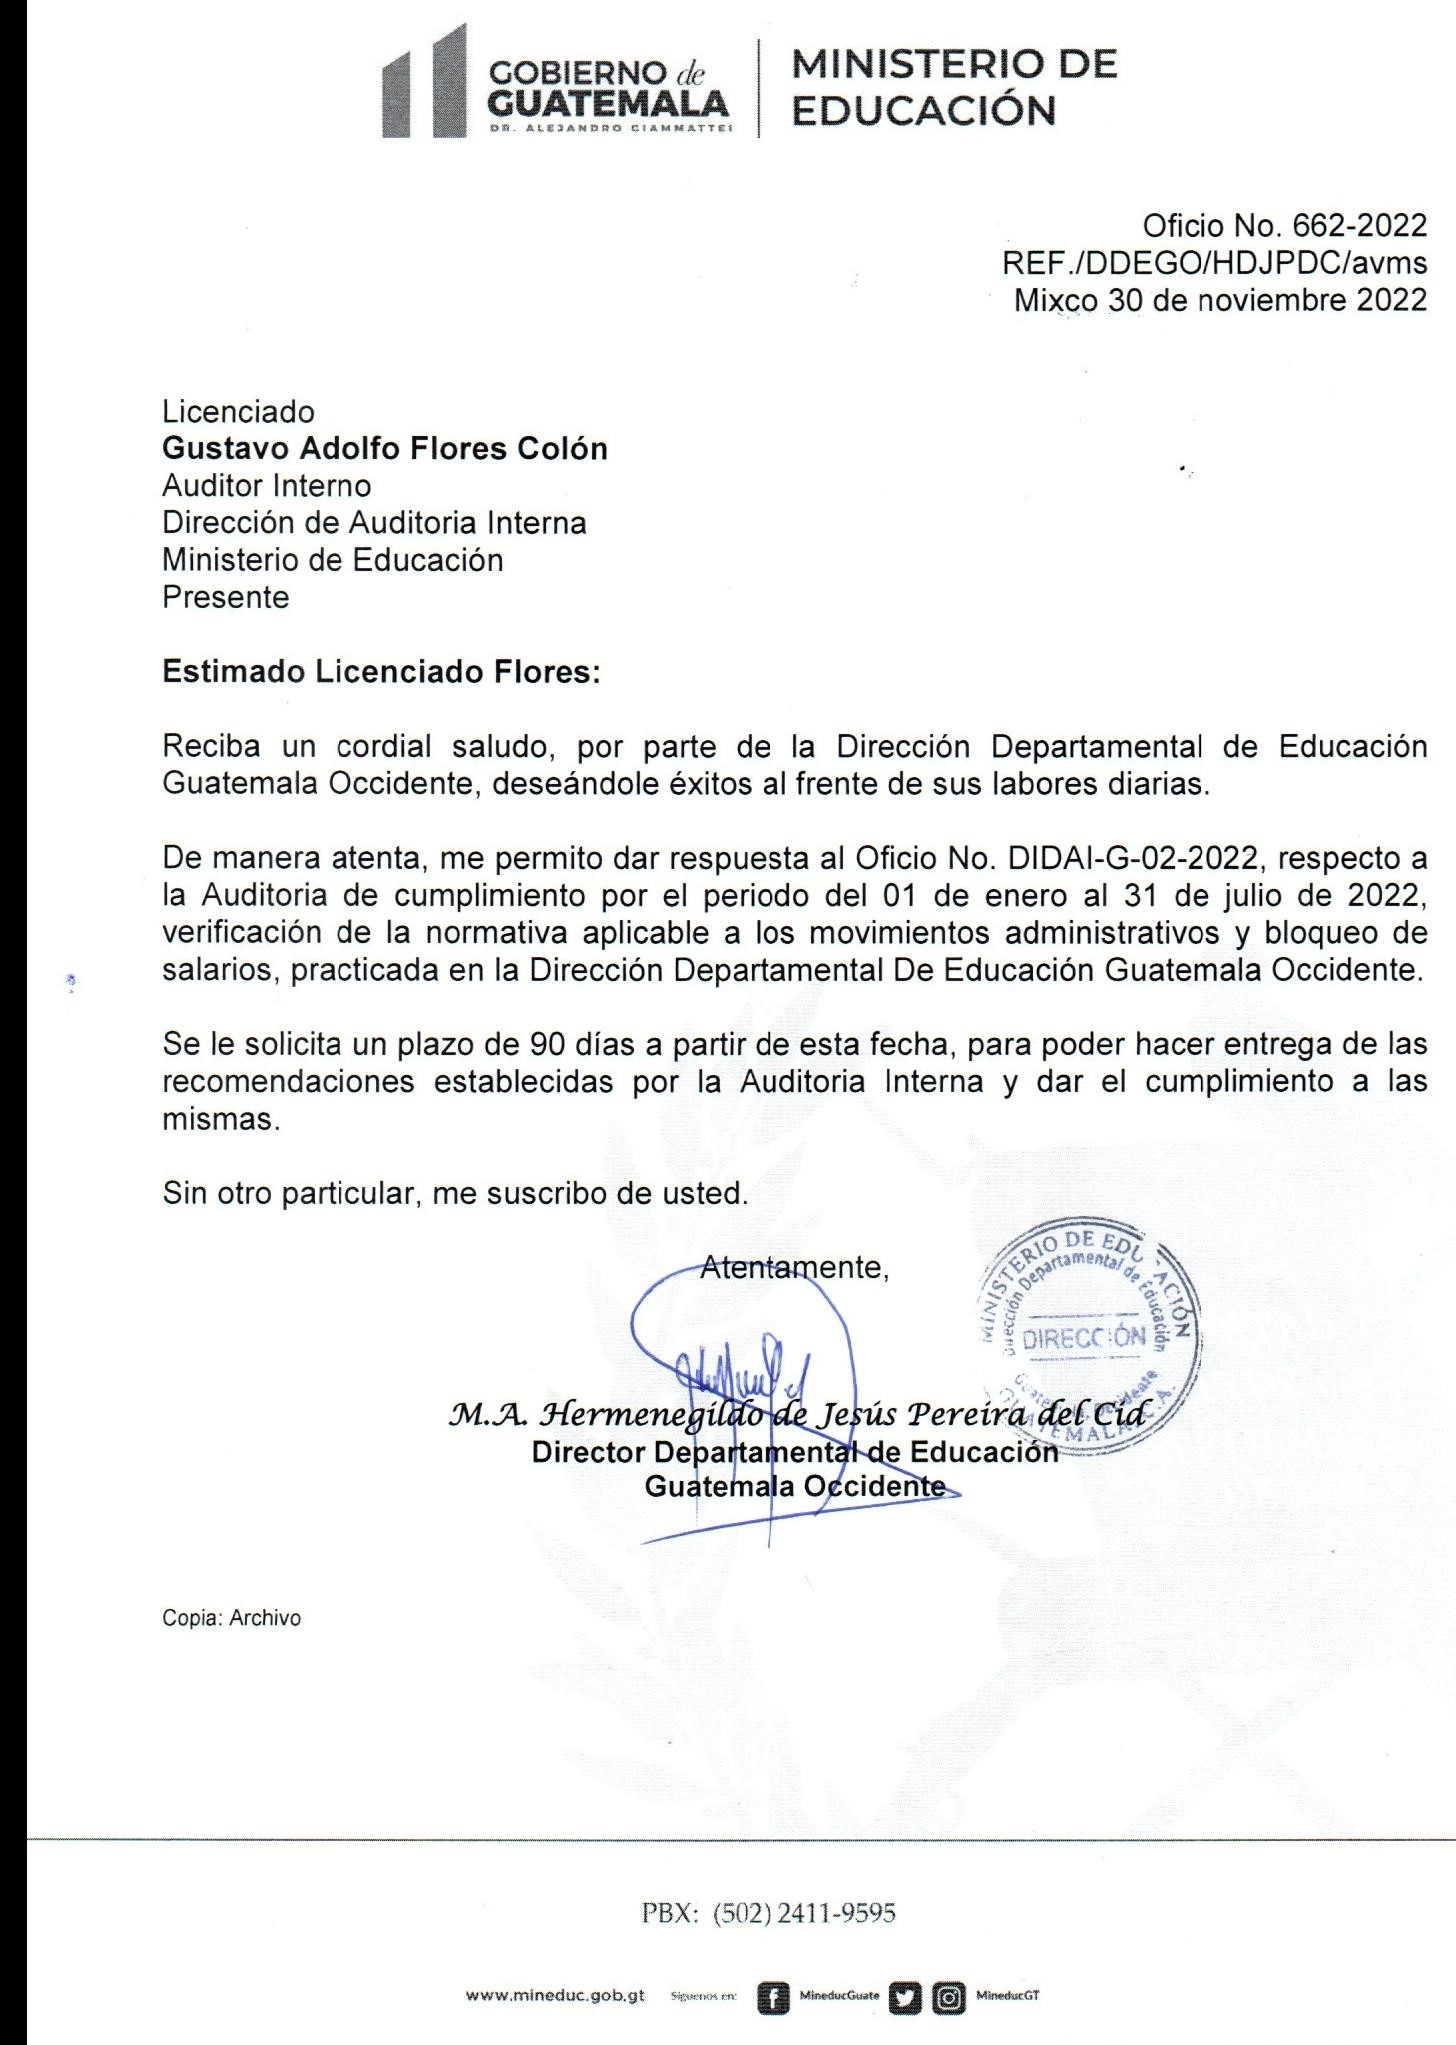 GOBIERNO de
GUATEMALA
DR. ALEJANDRO GIAMMATTEI
MINISTERIO DE
EDUCACIÓN
Oficio No. 662-2022
REF./DDEGO/HDJPDC/avms
Mixco 30 de noviembre 2022
Licenciado
Gustavo Adolfo Flores Colón
Auditor Interno
Dirección de Auditoria Interna
Ministerio de Educación
Presente
Estimado Licenciado Flores:
Reciba un cordial saludo, por parte de la Dirección Departamental de Educación
Guatemala Occidente, deseándole éxitos al frente de sus labores diarias.
De manera atenta, me permito dar respuesta al Oficio No. DIDAI-G-02-2022, respecto a
la Auditoria de cumplimiento por el periodo del 01 de enero al 31 de julio de 2022,
verificación de la normativa aplicable a los movimientos administrativos y bloqueo de
salarios, practicada en la Dirección Departamental De Educación Guatemala Occidente.
Se le solicita un plazo de 90 días a partir de esta fecha, para poder hacer entrega de las
recomendaciones establecidas por la Auditoria Interna y dar el cumplimiento a las
mismas.
Sin otro particular, me suscribo de usted.
Atentamente,
MINISTERIO DE EDUCACIÓN
Dirección Departamental de Educación
DIRECCIÓN
Guatemala, Occidente
GUATEMALA, C. A.
M.A. Hermenegildo de Jesús Pereira del Cid
Director Departamental de Educación
Guatemala Occidente
Copia: Archivo
PBX: (502) 2411-9595
www.mineduc.gob.gt Síguenos en: MineducGuate MineducGT